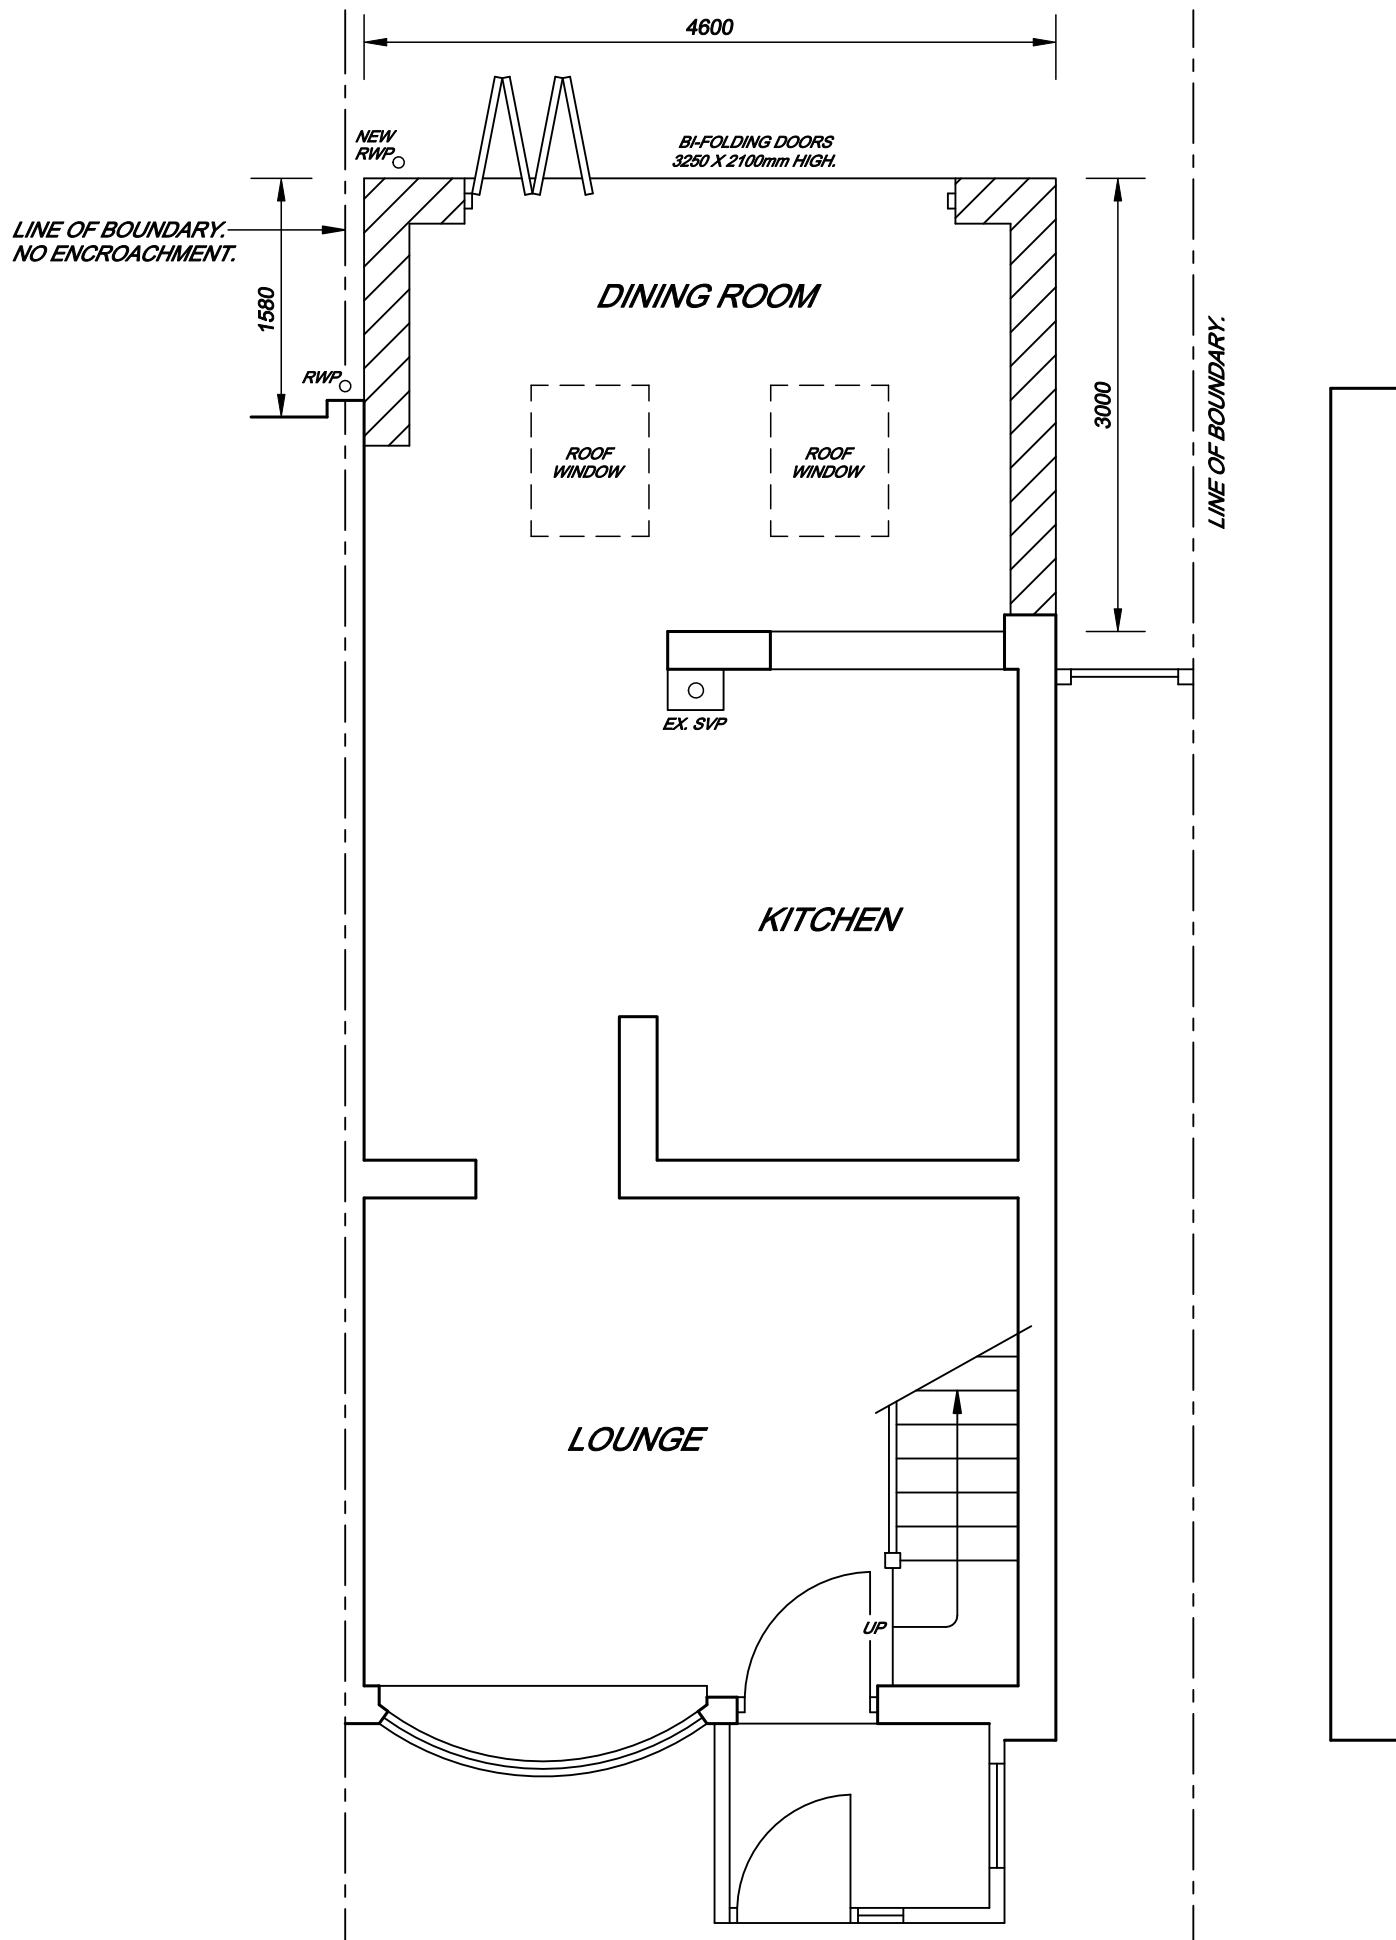 4600
NEW
RWP
BI-FOLDING DOORS
3250 X 2100mm HIGH.
LINE OF BOUNDARY.
NO ENCROACHMENT.
1580
DINING ROOM
RWP
LINE OF BOUNDARY.
3000
ROOF
WINDOW
ROOF
WINDOW
EX. SVP
KITCHEN
LOUNGE
UP